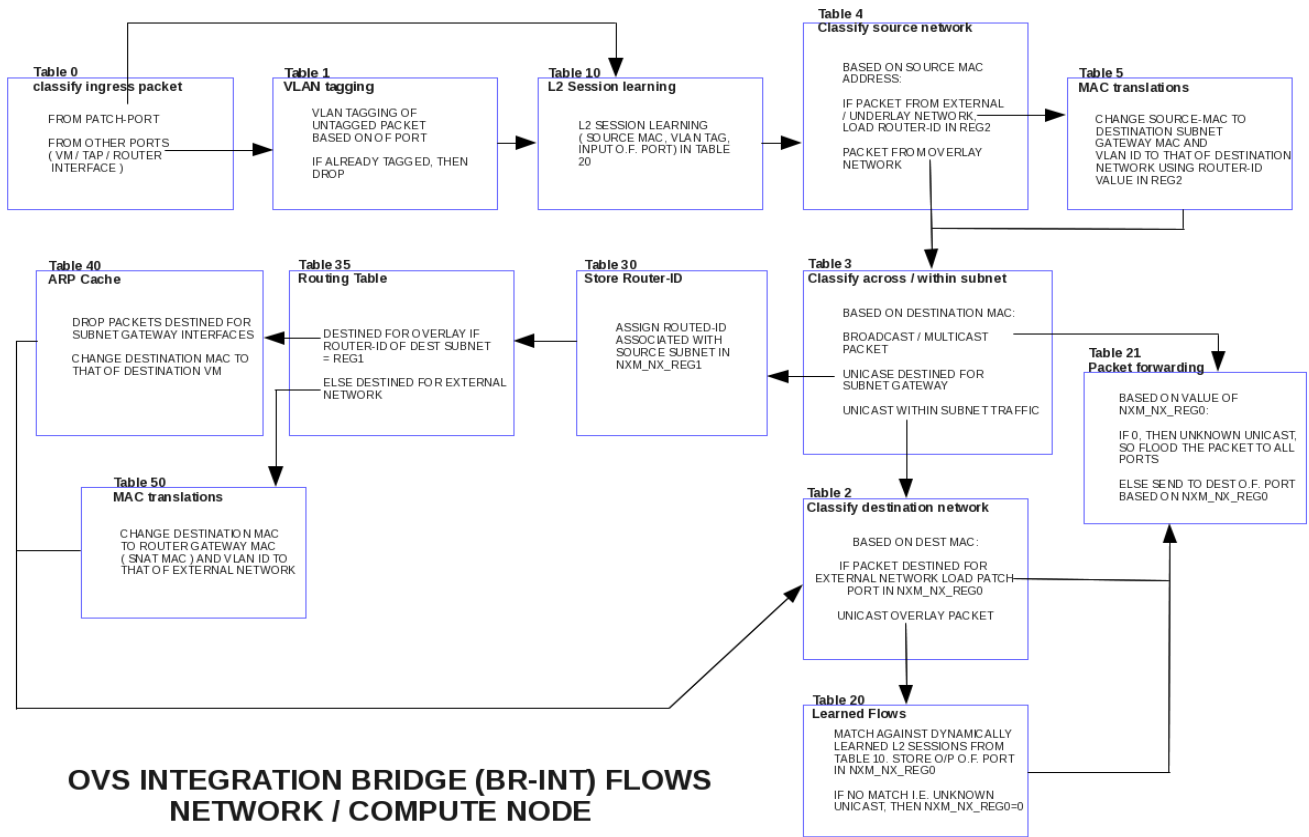 Table 0
classify ingress packet
FROM PATCH-PORT
FROM OTHER PORTS
( VM / TAP / ROUTER
INTERFACE )
Table 1
VLAN tagging
VLAN TAGGING OF
UNTAGGED PACKET
BASED ON OF PORT
IF ALREADY TAGGED, THEN
DROP
Table 10
L2 Session learning
L2 SESSION LEARNING
( SOURCE MAC, VLAN TAG,
INPUT O.F. PORT) IN TABLE
20
Table 4
Classify source network
BASED ON SOURCE MAC
ADDRESS:
IF PACKET FROM EXTERNAL
/ UNDERLAY NETWORK,
LOAD ROUTER-ID IN REG2
PACKET FROM OVERLAY
NETWORK
Table 5
MAC translations
CHANGE SOURCE-MAC TO
DESTINATION SUBNET
GATEWAY MAC AND
VLAN ID TO THAT OF DESTINATION
NETWORK USING ROUTER-ID
VALUE IN REG2
Table 40
ARP Cache
DROP PACKETS DESTINED FOR
SUBNET GATEWAY INTERFACES
CHANGE DESTINATION MAC TO
THAT OF DESTINATION VM
Table 35
Routing Table
DESTINED FOR OVERLAY IF
ROUTER-ID OF DEST SUBNET
= REG1
ELSE DESTINED FOR EXTERNAL
NETWORK
Table 30
Store Router-ID
ASSIGN ROUTED-ID
ASSOCIATED WITH
SOURCE SUBNET IN
NXM_NX_REG1
Table 3
Classify across / within subnet
BASED ON DESTINATION MAC:
BROADCAST / MULTICAST
PACKET
UNICASE DESTINED FOR
SUBNET GATEWAY
UNICAST WITHIN SUBNET TRAFFIC
Table 21
Packet forwarding
BASED ON VALUE OF
NXM_NX_REG0:
IF 0, THEN UNKNOWN UNICAST,
SO FLOOD THE PACKET TO ALL
PORTS
ELSE SEND TO DEST O.F. PORT
BASED ON NXM_NX_REG0
Table 50
MAC translations
CHANGE DESTINATION MAC
TO ROUTER GATEWAY MAC
( SNAT MAC ) AND VLAN ID TO
THAT OF EXTERNAL NETWORK
Table 2
Classify destination network
BASED ON DEST MAC:
IF PACKET DESTINED FOR
EXTERNAL NETWORK LOAD PATCH
PORT IN NXM_NX_REG0
UNICAST OVERLAY PACKET
Table 20
Learned Flows
MATCH AGAINST DYNAMICALLY
LEARNED L2 SESSIONS FROM
TABLE 10. STORE O/P O.F. PORT
IN NXM_NX_REG0
IF NO MATCH I.E. UNKNOWN
UNICAST, THEN NXM_NX_REG0=0
OVS INTEGRATION BRIDGE (BR-INT) FLOWS
NETWORK / COMPUTE NODE